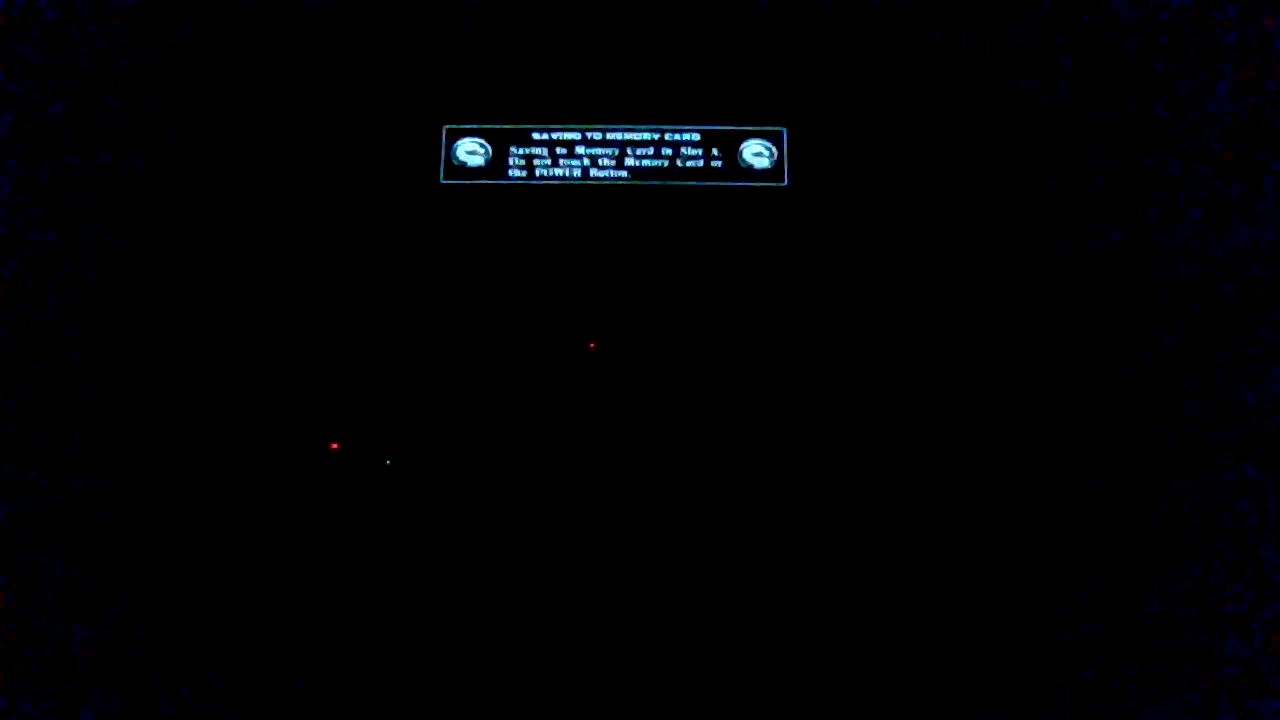 SAVING TO MEMORY CARD
Saving to Memory Card in Slot A.
Do not touch the Memory Card or
the POWER Button.